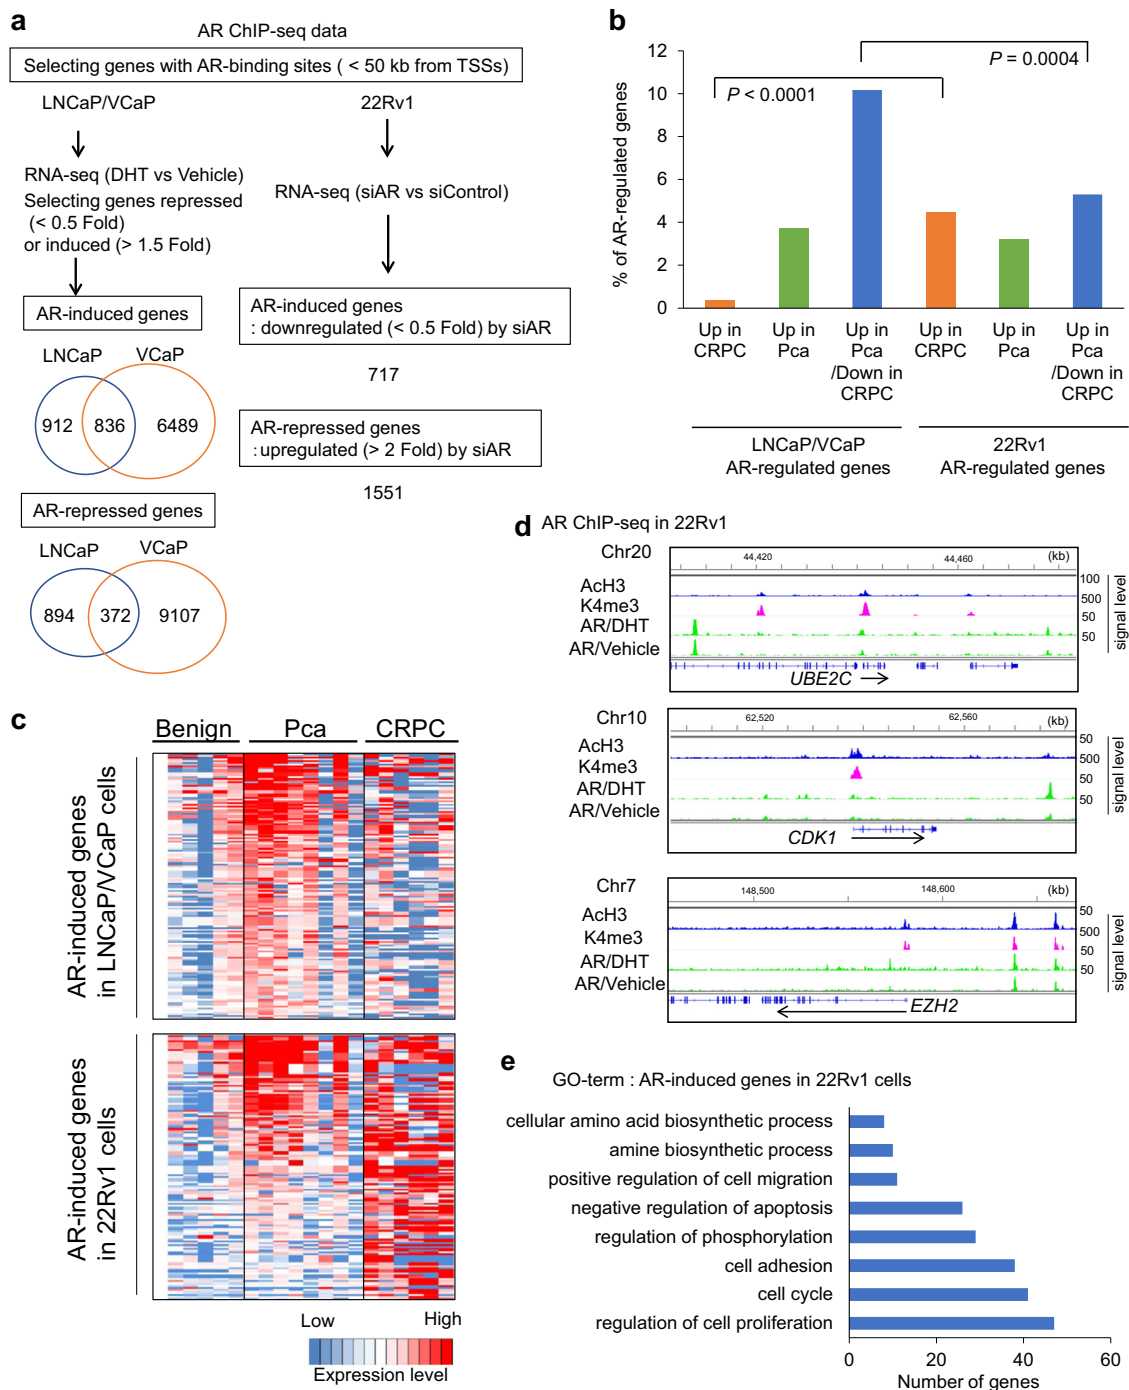 a
AR ChIP-seq data
Selecting genes with AR-binding sites ( < 50 kb from TSSs)
LNCaP/VCaP
22Rv1
RNA-seq (DHT vs Vehicle)
Selecting genes repressed
(< 0.5 Fold)
or induced (> 1.5 Fold)
RNA-seq (siAR vs siControl)
AR-induced genes
LNCaP
VCaP
912
836
6489
AR-repressed genes
LNCaP
VCaP
894
372
9107
AR-induced genes
: downregulated (< 0.5 Fold) by siAR
717
AR-repressed genes
: upregulated (> 2 Fold) by siAR
1551
b
% of AR-regulated genes
12
10
8
6
4
2
0
P < 0.0001
P = 0.0004
Up in
CRPC
Up in
Pca
Up in
Pca
/Down in
CRPC
Up in
CRPC
Up in
Pca
Up in
Pca
/Down in
CRPC
LNCaP/VCaP
AR-regulated genes
22Rv1
AR-regulated genes
c
Benign
Pca
CRPC
AR-induced genes
in LNCaP/VCaP cells
AR-induced genes
in 22Rv1 cells
Low
High
Expression level
d
AR ChIP-seq in 22Rv1
Chr20
44,420
44,460
(kb)
AcH3
K4me3
AR/DHT
AR/Vehicle
100
500
50
50
signal level
UBE2C
Chr10
62,520
62,560
(kb)
AcH3
K4me3
AR/DHT
AR/Vehicle
50
500
50
50
signal level
CDK1
Chr7
148,500
148,600
(kb)
AcH3
K4me3
AR/DHT
AR/Vehicle
50
500
50
50
signal level
EZH2
e
GO-term : AR-induced genes in 22Rv1 cells
cellular amino acid biosynthetic process
amine biosynthetic process
positive regulation of cell migration
negative regulation of apoptosis
regulation of phosphorylation
cell adhesion
cell cycle
regulation of cell proliferation
0
20
40
60
Number of genes